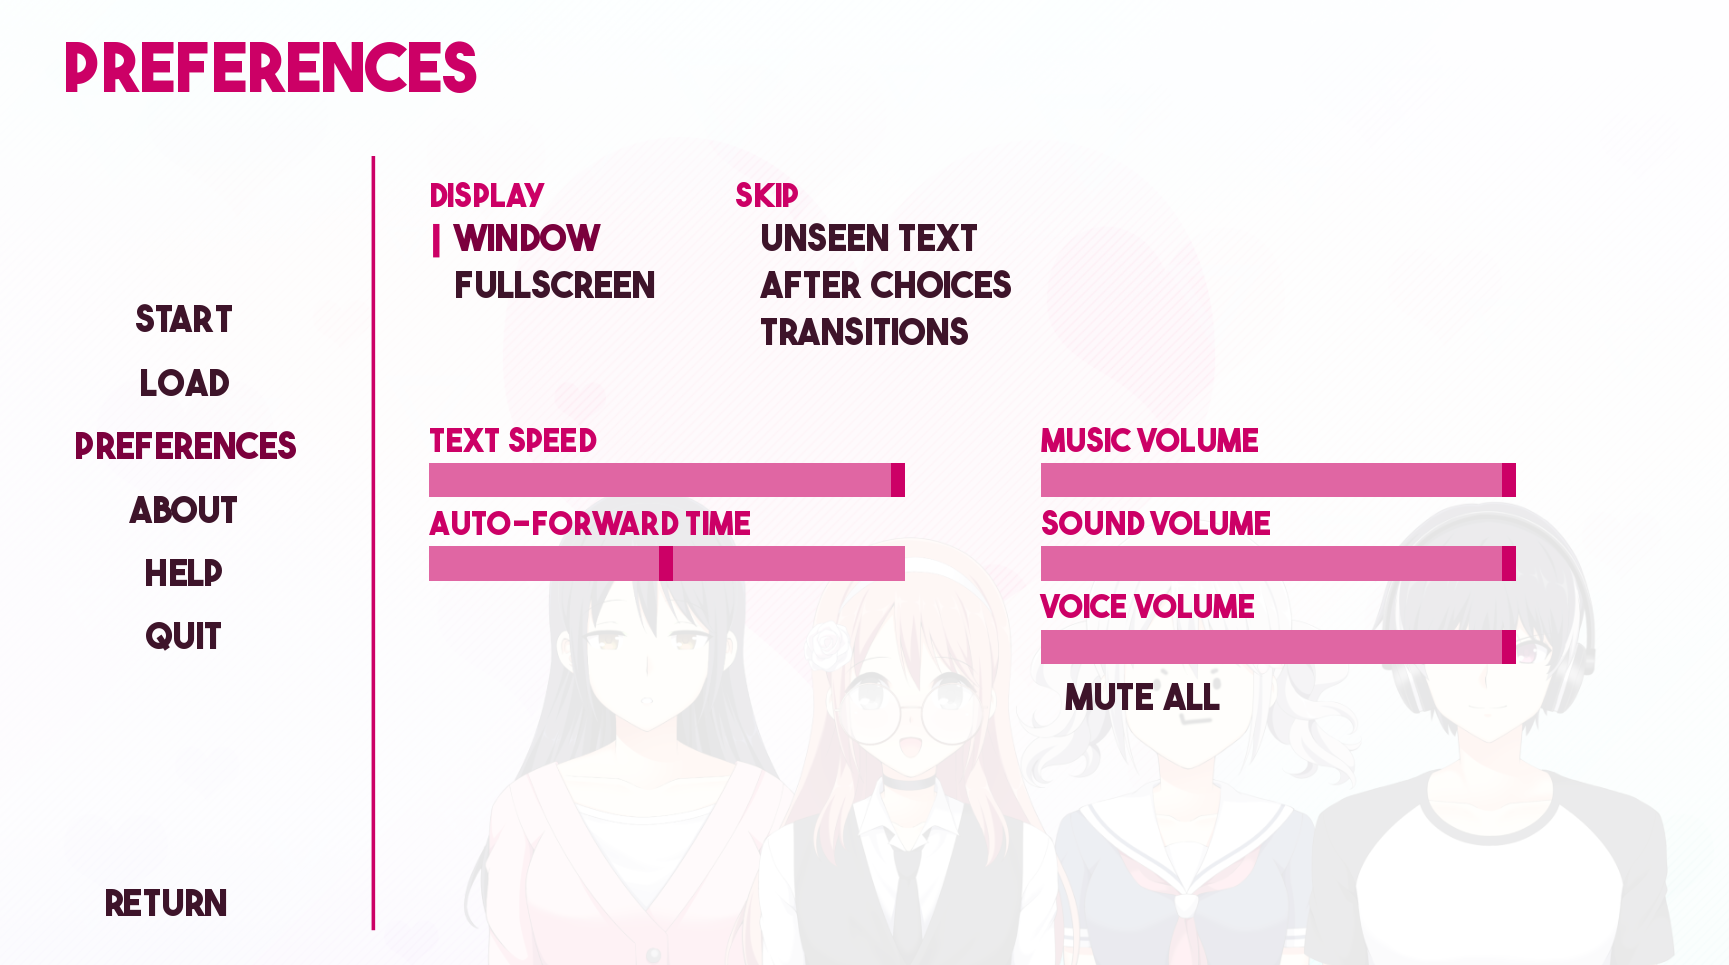 PREFERENCES
START
LOAD
PREFERENCES
ABOUT
HELP
QUIT
RETURN
DISPLAY
WINDOW
FULLSCREEN
SKIP
UNSEEN TEXT
AFTER CHOICES
TRANSITIONS
TEXT SPEED
AUTO-FORWARD TIME
MUSIC VOLUME
SOUND VOLUME
VOICE VOLUME
MUTE ALL